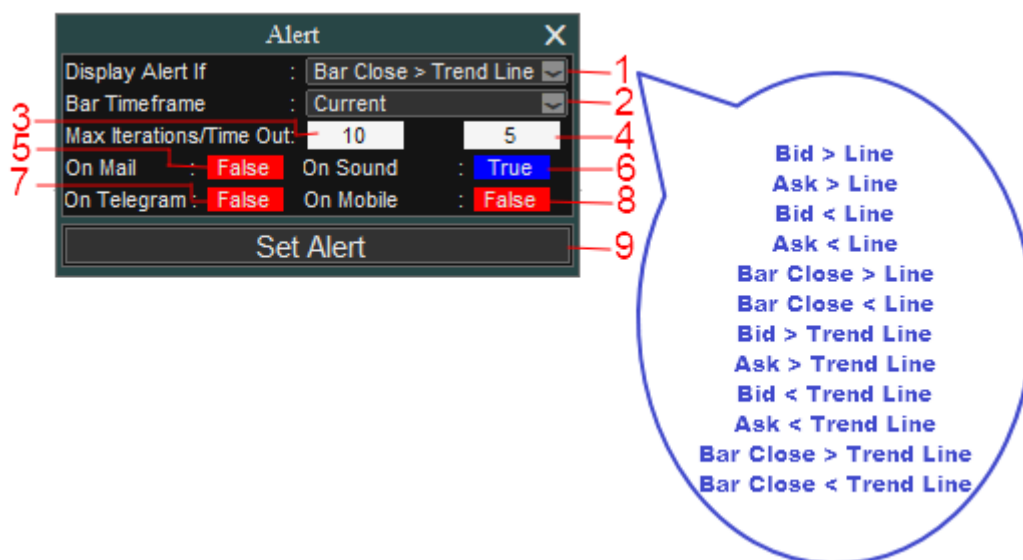 Alert X
Display Alert If : Bar Close > Trend Line 1
Bar Timeframe : Current 2
3
Max Iterations/Time Out: 10 5 4
5
On Mail : False On Sound : True 6
7
On Telegram : False On Mobile : False 8
Set Alert 9
Bid > Line
Ask > Line
Bid < Line
Ask < Line
Bar Close > Line
Bar Close < Line
Bid > Trend Line
Ask > Trend Line
Bid < Trend Line
Ask < Trend Line
Bar Close > Trend Line
Bar Close < Trend Line